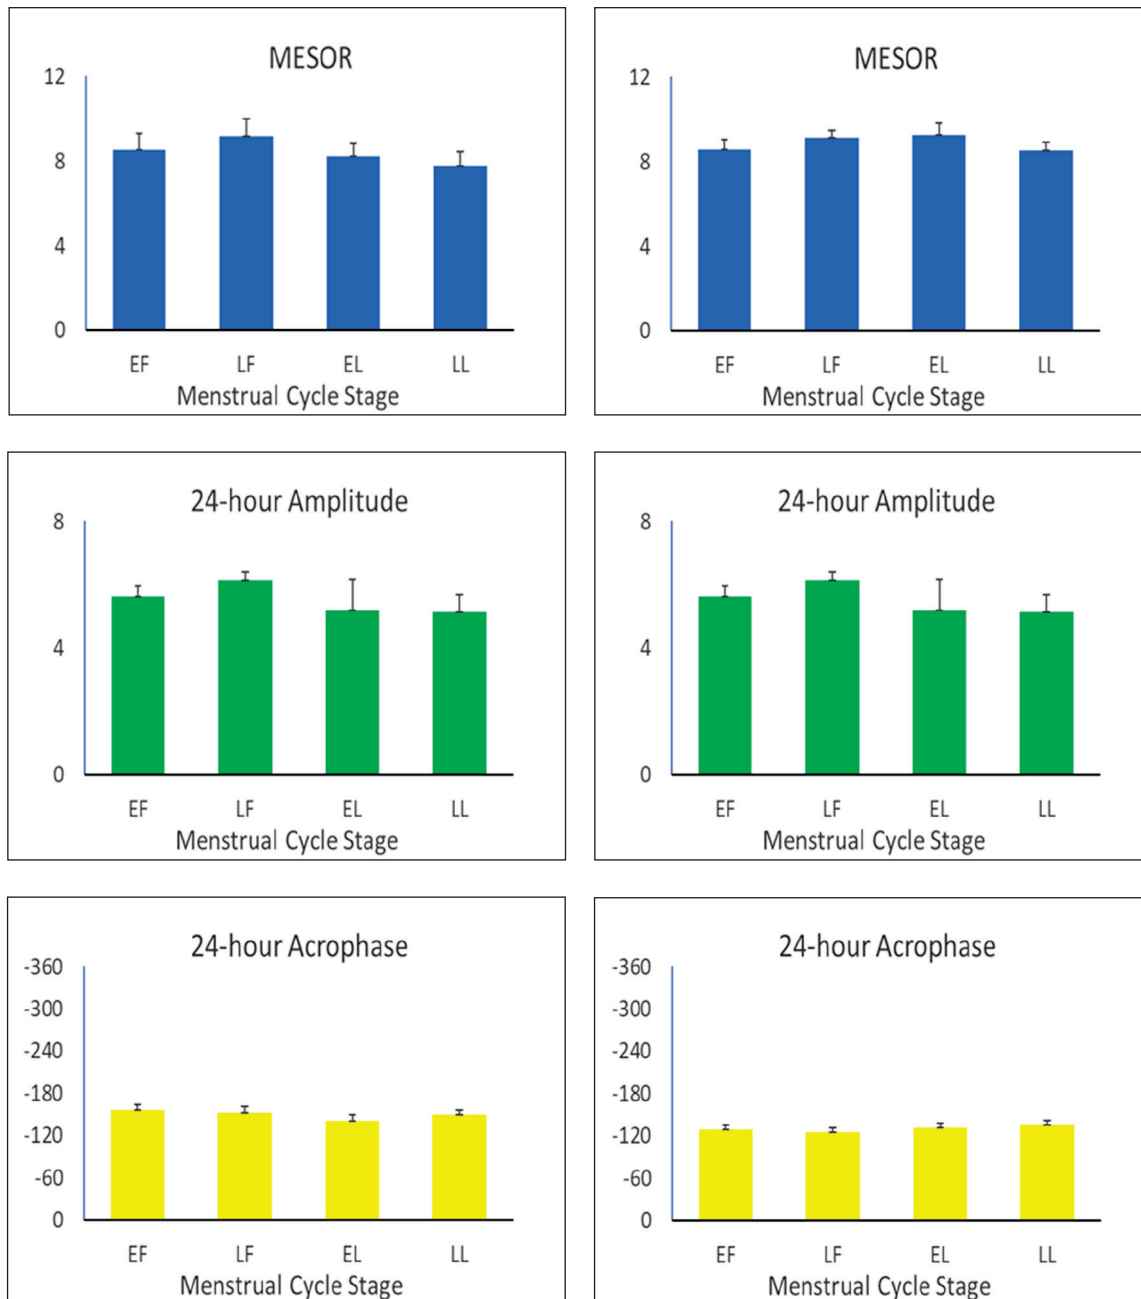 MESOR
12
8
4
0
EF LF EL LL
Menstrual Cycle Stage
MESOR
12
8
4
0
EF LF EL LL
Menstrual Cycle Stage
24-hour Amplitude
8
4
0
EF LF EL LL
Menstrual Cycle Stage
24-hour Amplitude
8
4
0
EF LF EL LL
Menstrual Cycle Stage
24-hour Acrophase
-360
-300
-240
-180
-120
-60
0
EF LF EL LL
Menstrual Cycle Stage
24-hour Acrophase
-360
-300
-240
-180
-120
-60
0
EF LF EL LL
Menstrual Cycle Stage